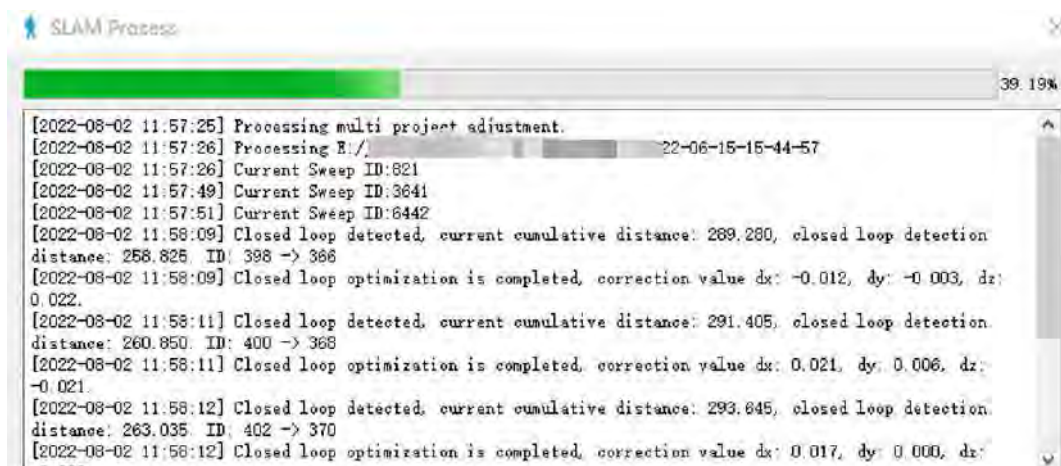 SLAM Process
39.19%
[2022-08-02 11:57:25] Processing multi project adjustment.
[2022-08-02 11:57:26] Processing E:/ 22-06-15-15-44-57
[2022-08-02 11:57:26] Current Sweep ID:821
[2022-08-02 11:57:49] Current Sweep ID:3641
[2022-08-02 11:57:51] Current Sweep ID:6442
[2022-08-02 11:58:09] Closed loop detected, current cumulative distance: 289.280, closed loop detection
distance: 258.825. ID: 398 -> 366
[2022-08-02 11:58:09] Closed loop optimization is completed, correction value dx: -0.012, dy: -0.003, dz:
0.022.
[2022-08-02 11:58:11] Closed loop detected, current cumulative distance: 291.405, closed loop detection
distance: 260.850. ID: 400 -> 368
[2022-08-02 11:58:11] Closed loop optimization is completed, correction value dx: 0.021, dy: 0.006, dz:
-0.021.
[2022-08-02 11:58:12] Closed loop detected, current cumulative distance: 293.645, closed loop detection
distance: 263.035. ID: 402 -> 370
[2022-08-02 11:58:12] Closed loop optimization is completed, correction value dx: 0.017, dy: 0.000, dz: